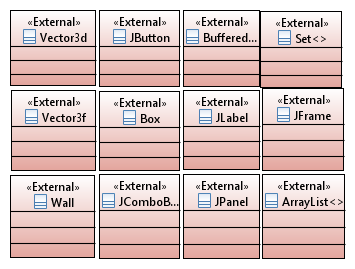 «External»
Vector3d
«External»
JButton
«External»
Buffered...
«External»
Set<>
«External»
Vector3f
«External»
Box
«External»
JLabel
«External»
JFrame
«External»
Wall
«External»
JComboB...
«External»
JPanel
«External»
ArrayList<>